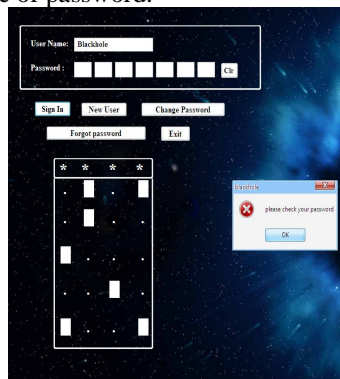 e or password.
User Name: Blackhole
Password : Clr
Sign In New User Change Password
Forgot password Exit
* * * *
. . 
.  . .
 . . .
. .  .
 . . 
blackhole
please check your password
OK